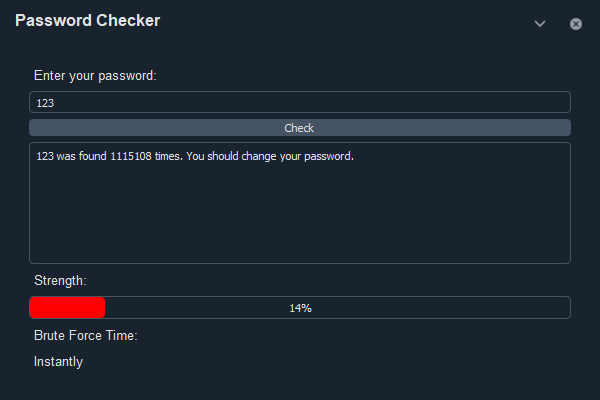 Password Checker
Enter your password:
123
Check
123 was found 1115108 times. You should change your password.
Strength:
14%
Brute Force Time:
Instantly